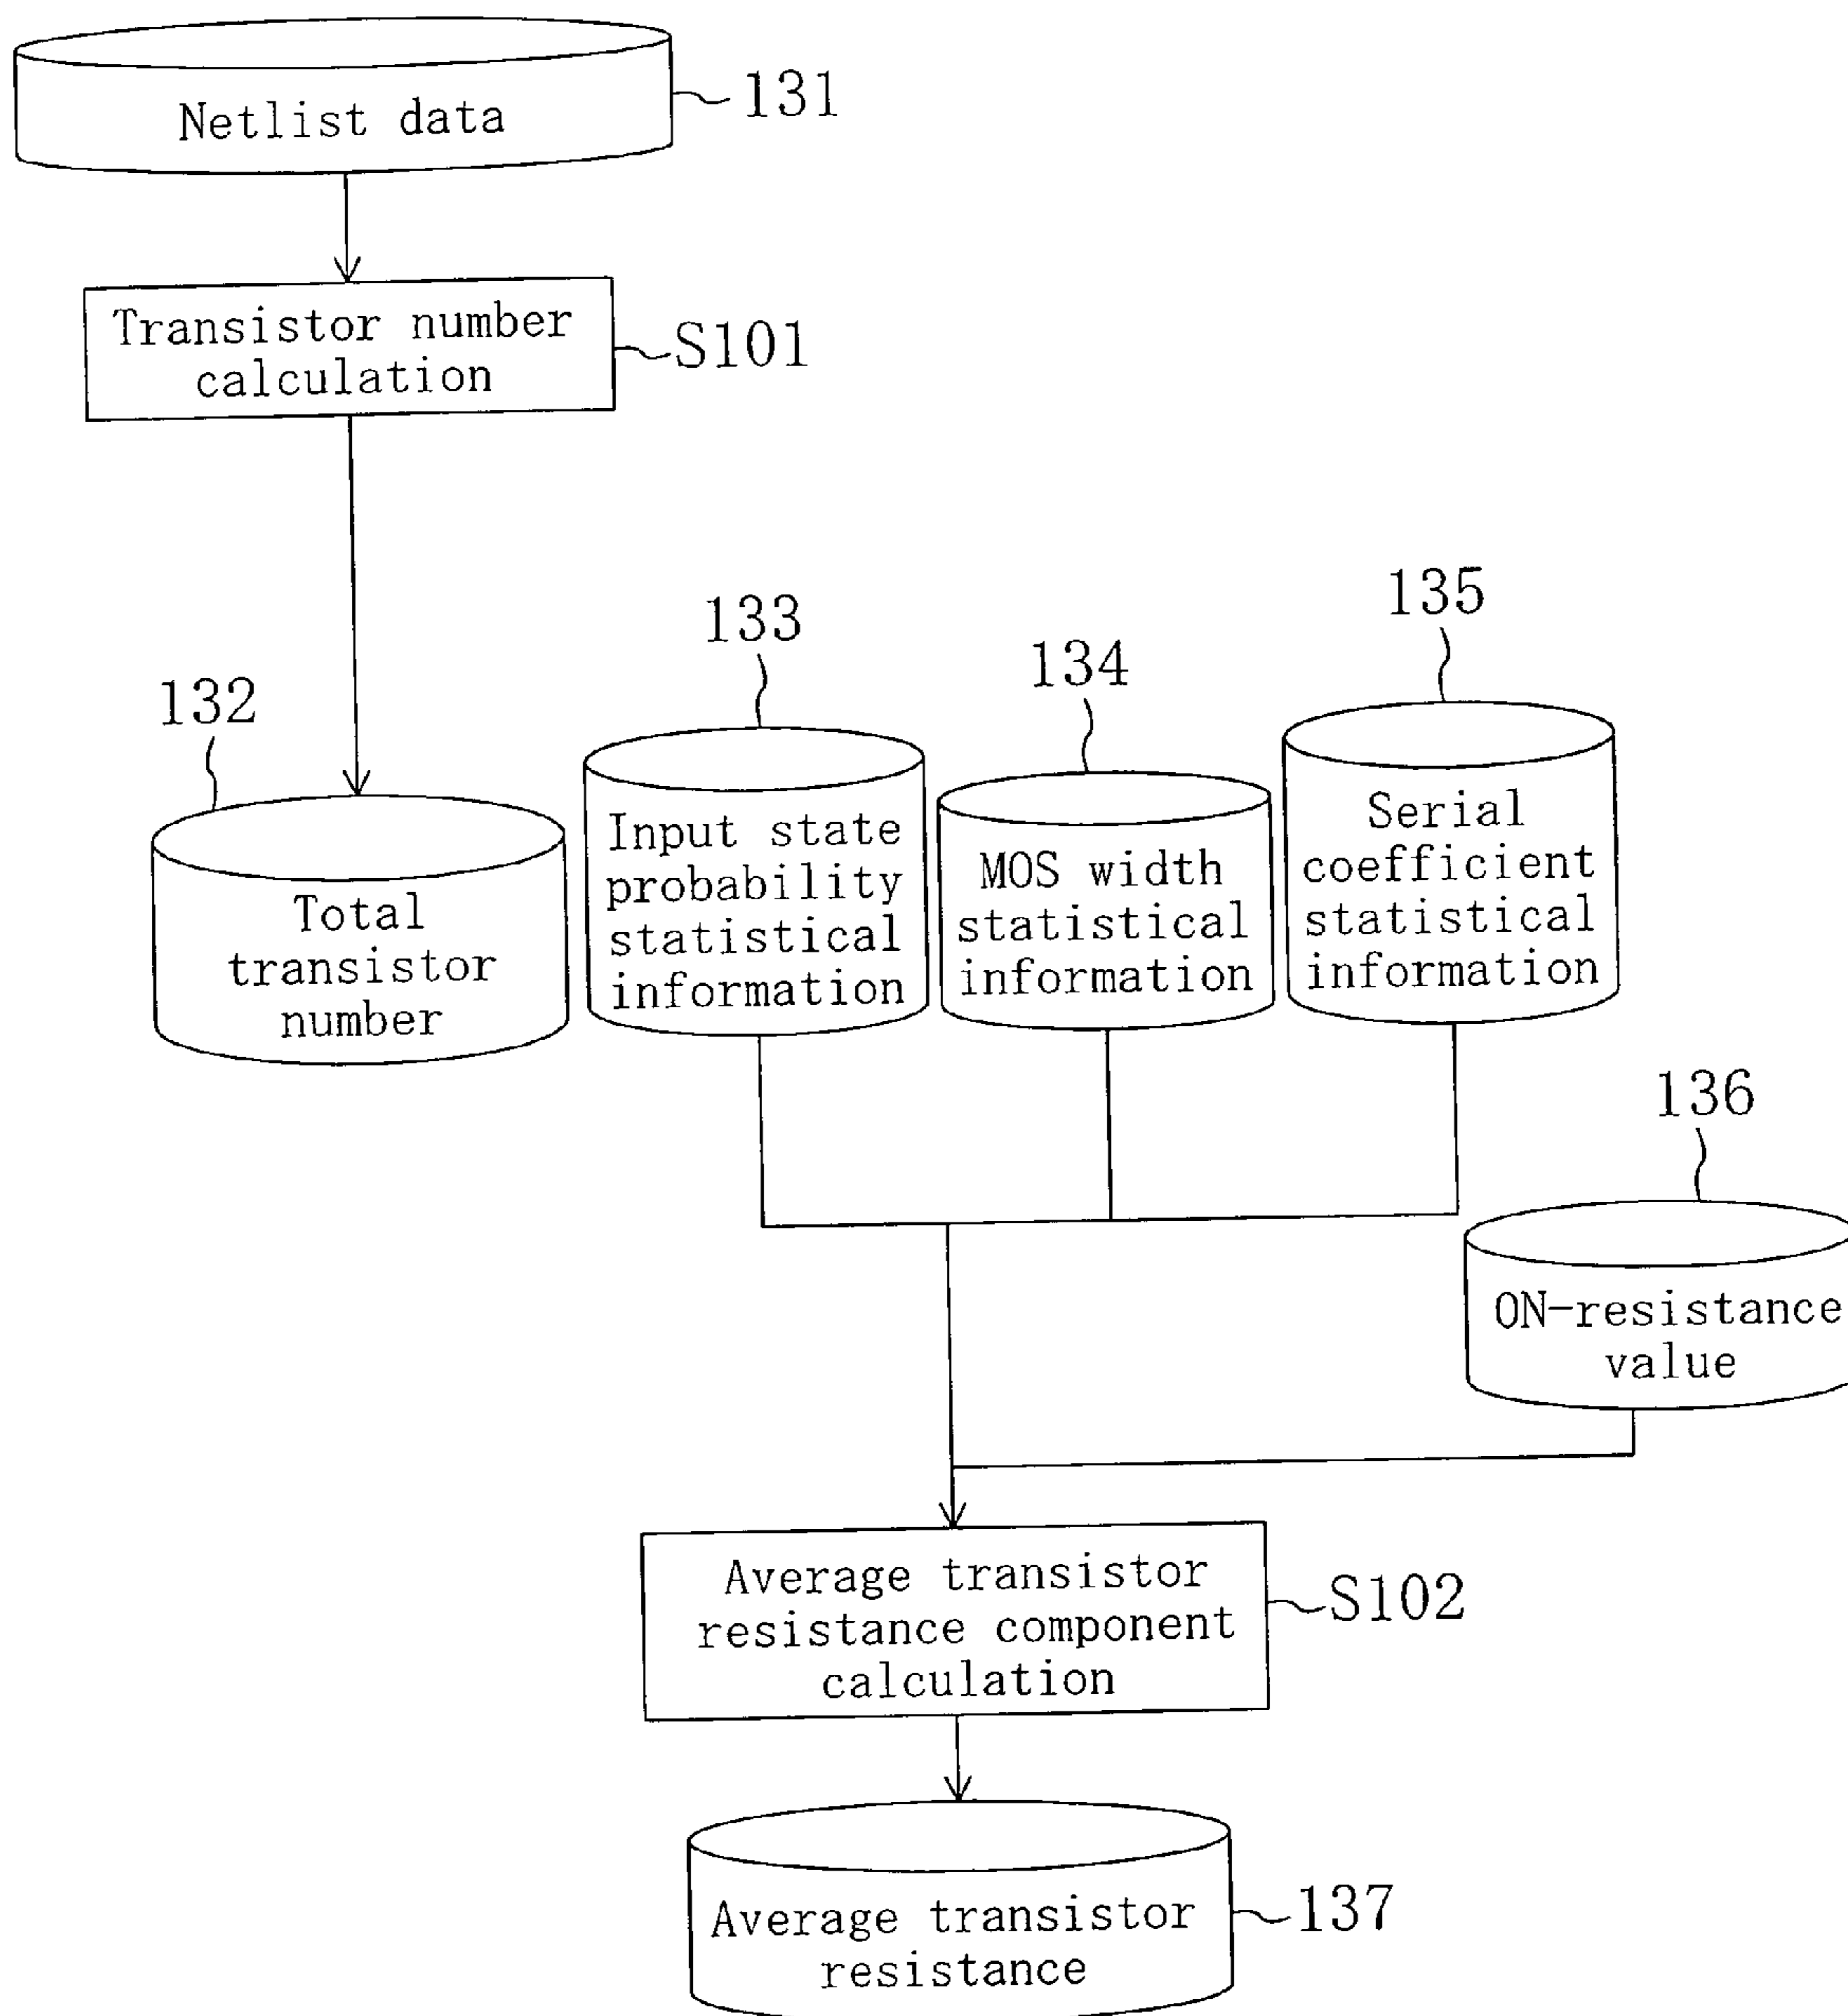 Netlist data
131
Transistor number
calculation
S101
132
133
134
135
Total
transistor
number
Input state
probability
statistical
information
MOS width
statistical
information
Serial
coefficient
statistical
information
136
ON-resistance
value
Average transistor
resistance component
calculation
S102
Average transistor
resistance
137